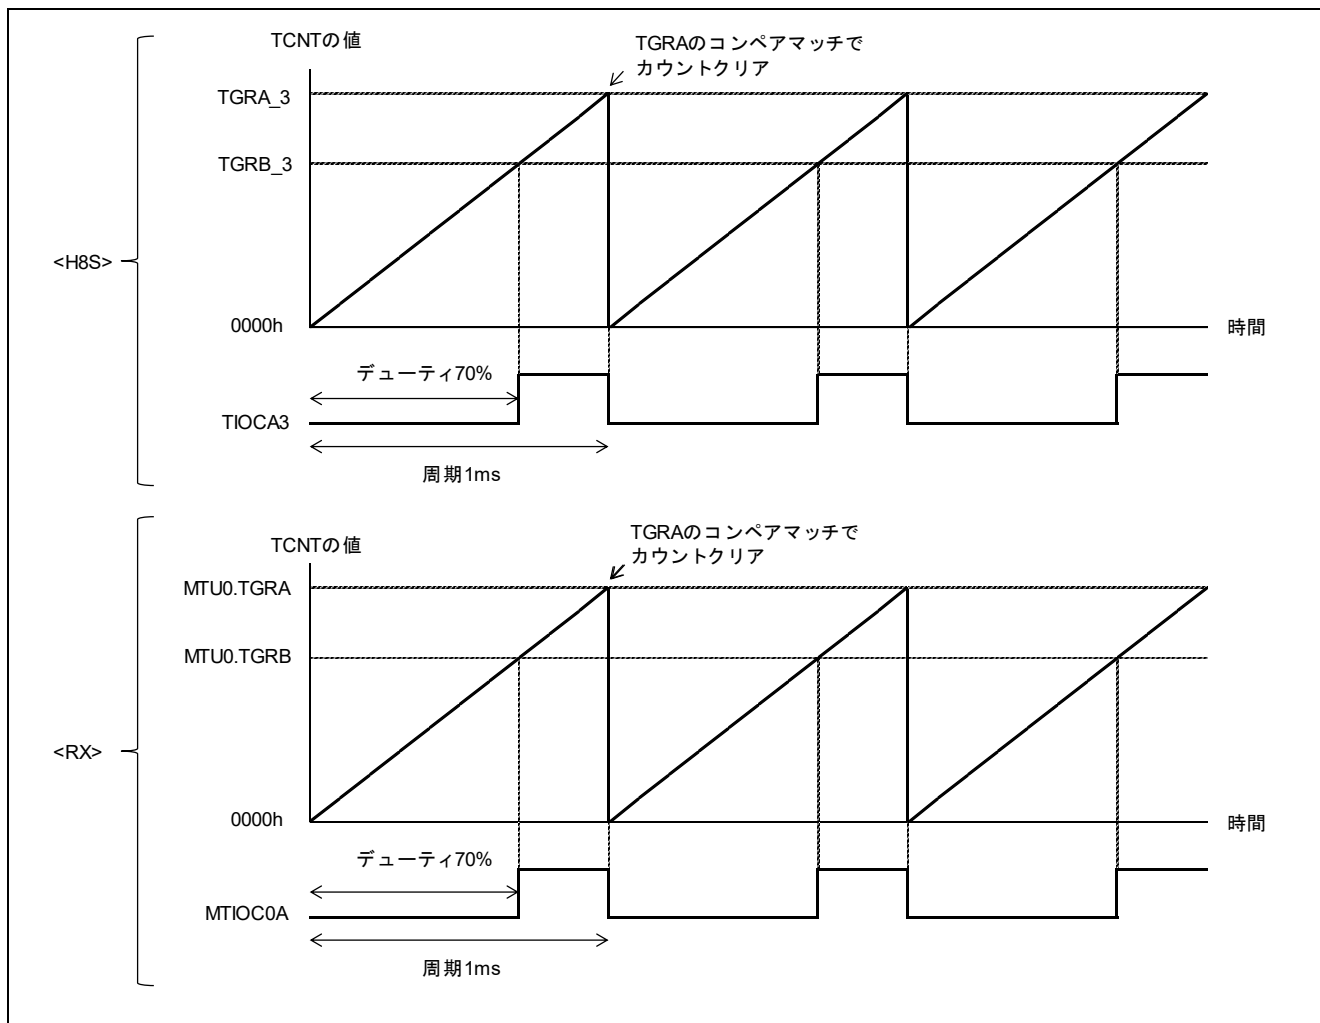 TCNTの値
TGRAのコンペアマッチで
カウントクリア
TGRA_3
TGRB_3
<H8S>
0000h
時間
デューティ70%
TIOCA3
周期1ms
TCNTの値
TGRAのコンペアマッチで
カウントクリア
MTU0.TGRA
MTU0.TGRB
<RX>
0000h
時間
デューティ70%
MTIOC0A
周期1ms